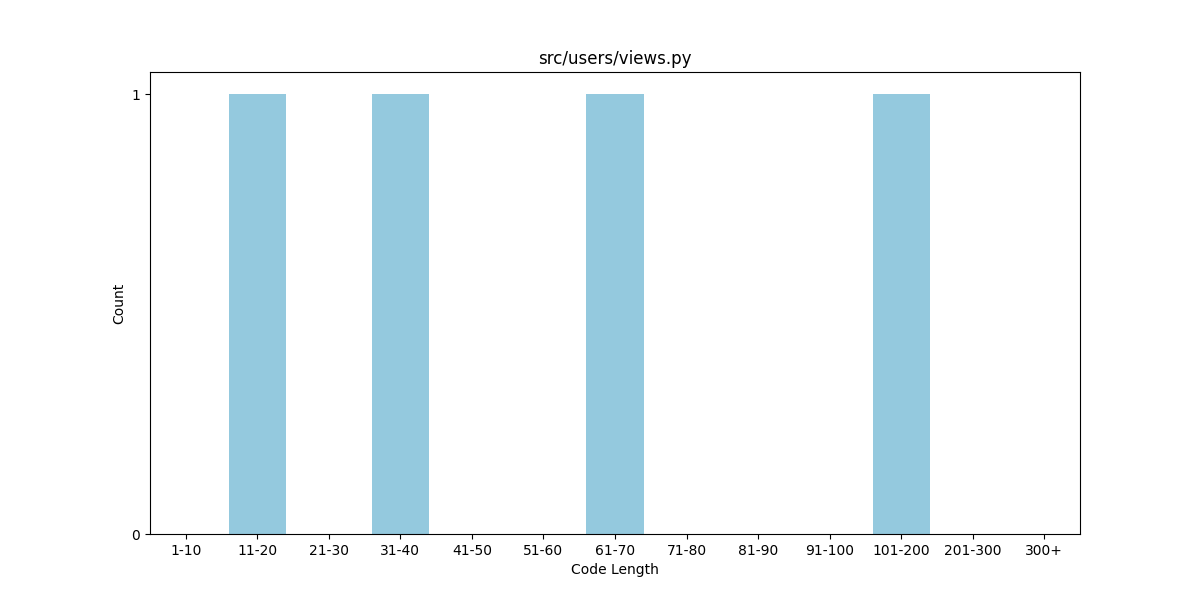 src/users/views.py
1
0
Count
1-10 11-20 21-30 31-40 41-50 51-60 61-70 71-80 81-90 91-100 101-200 201-300 300+
Code Length